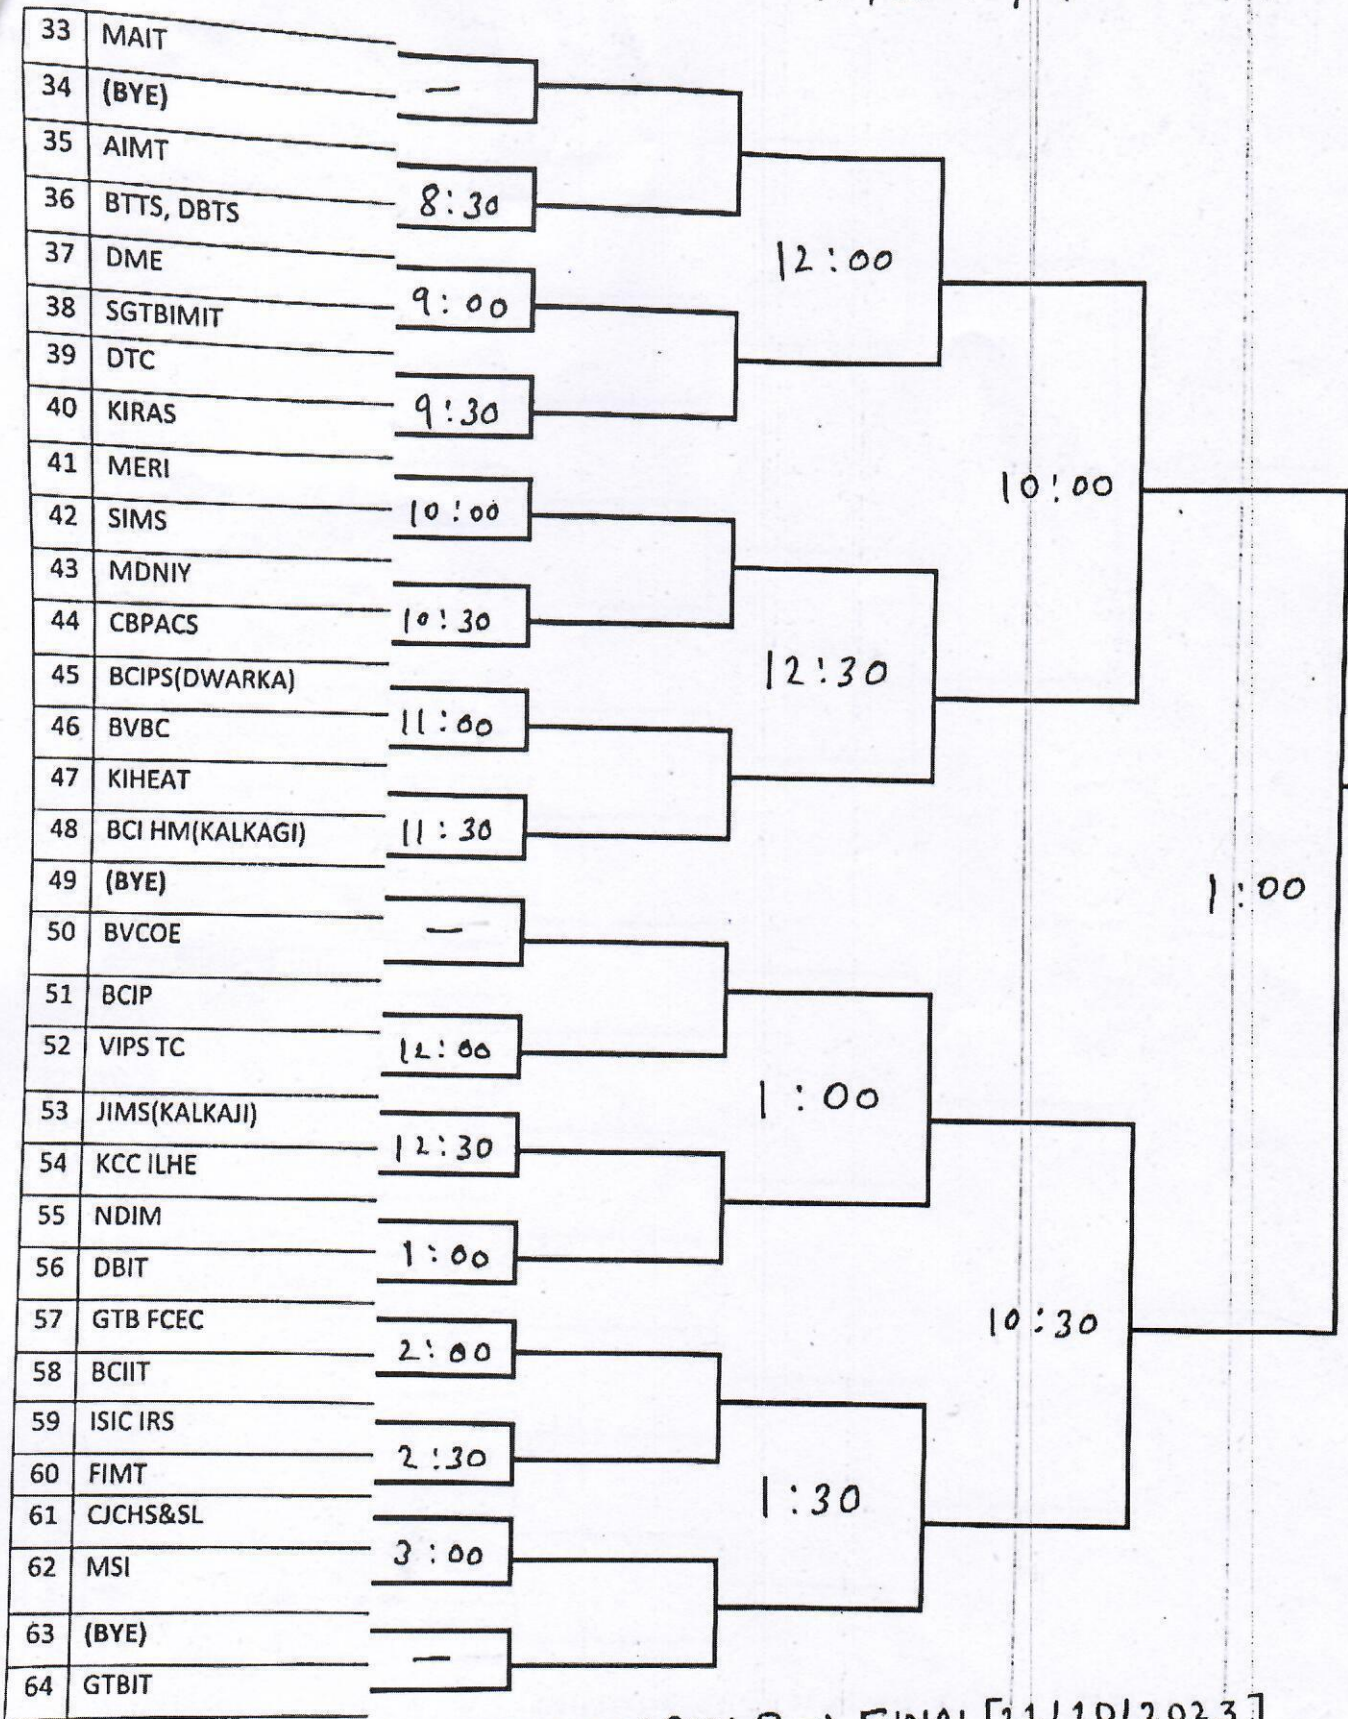 33 MAIT
34 (BYE) —
35 AIMT
36 BTTS, DBTS 8:30
37 DME
38 SGTBIMIT 9:00
39 DTC
40 KIRAS 9:30
41 MERI
42 SIMS 10:00
43 MDNIY
44 CBPACS 10:30
45 BCIPS(DWARKA)
46 BVBC 11:00
47 KIHEAT
48 BCI HM(KALKAGI) 11:30
49 (BYE)
50 BVCOE —
51 BCIP
52 VIPS TC 12:00
53 JIMS(KALKAJI)
54 KCC ILHE 12:30
55 NDIM
56 DBIT 1:00
57 GTB FCEC
58 BCIIT 2:00
59 ISIC IRS
60 FIMT 2:30
61 CJCHS&SL
62 MSI 3:00
63 (BYE)
64 GTBIT —
12:00
12:30
1:00
1:30
10:00
10:30
1:00
FINAL